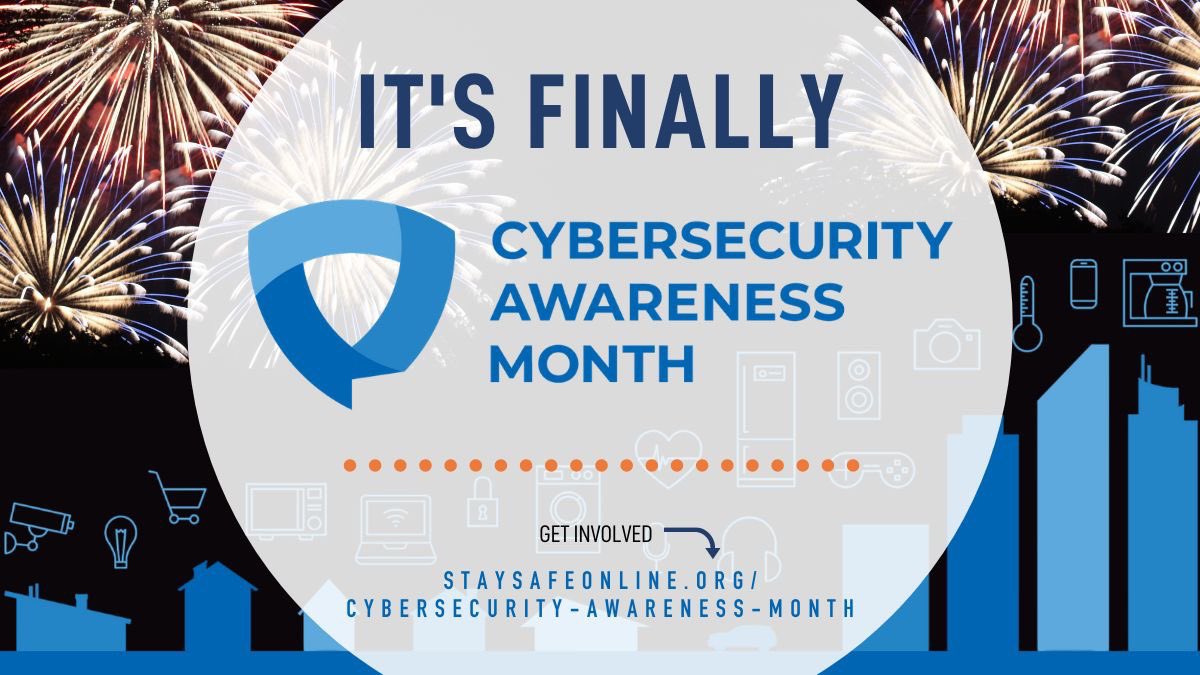 IT'S FINALLY
CYBERSECURITY
AWARENESS
MONTH
GET INVOLVED
STAYSAFEONLINE.ORG/
CYBERSECURITY-AWARENESS-MONTH